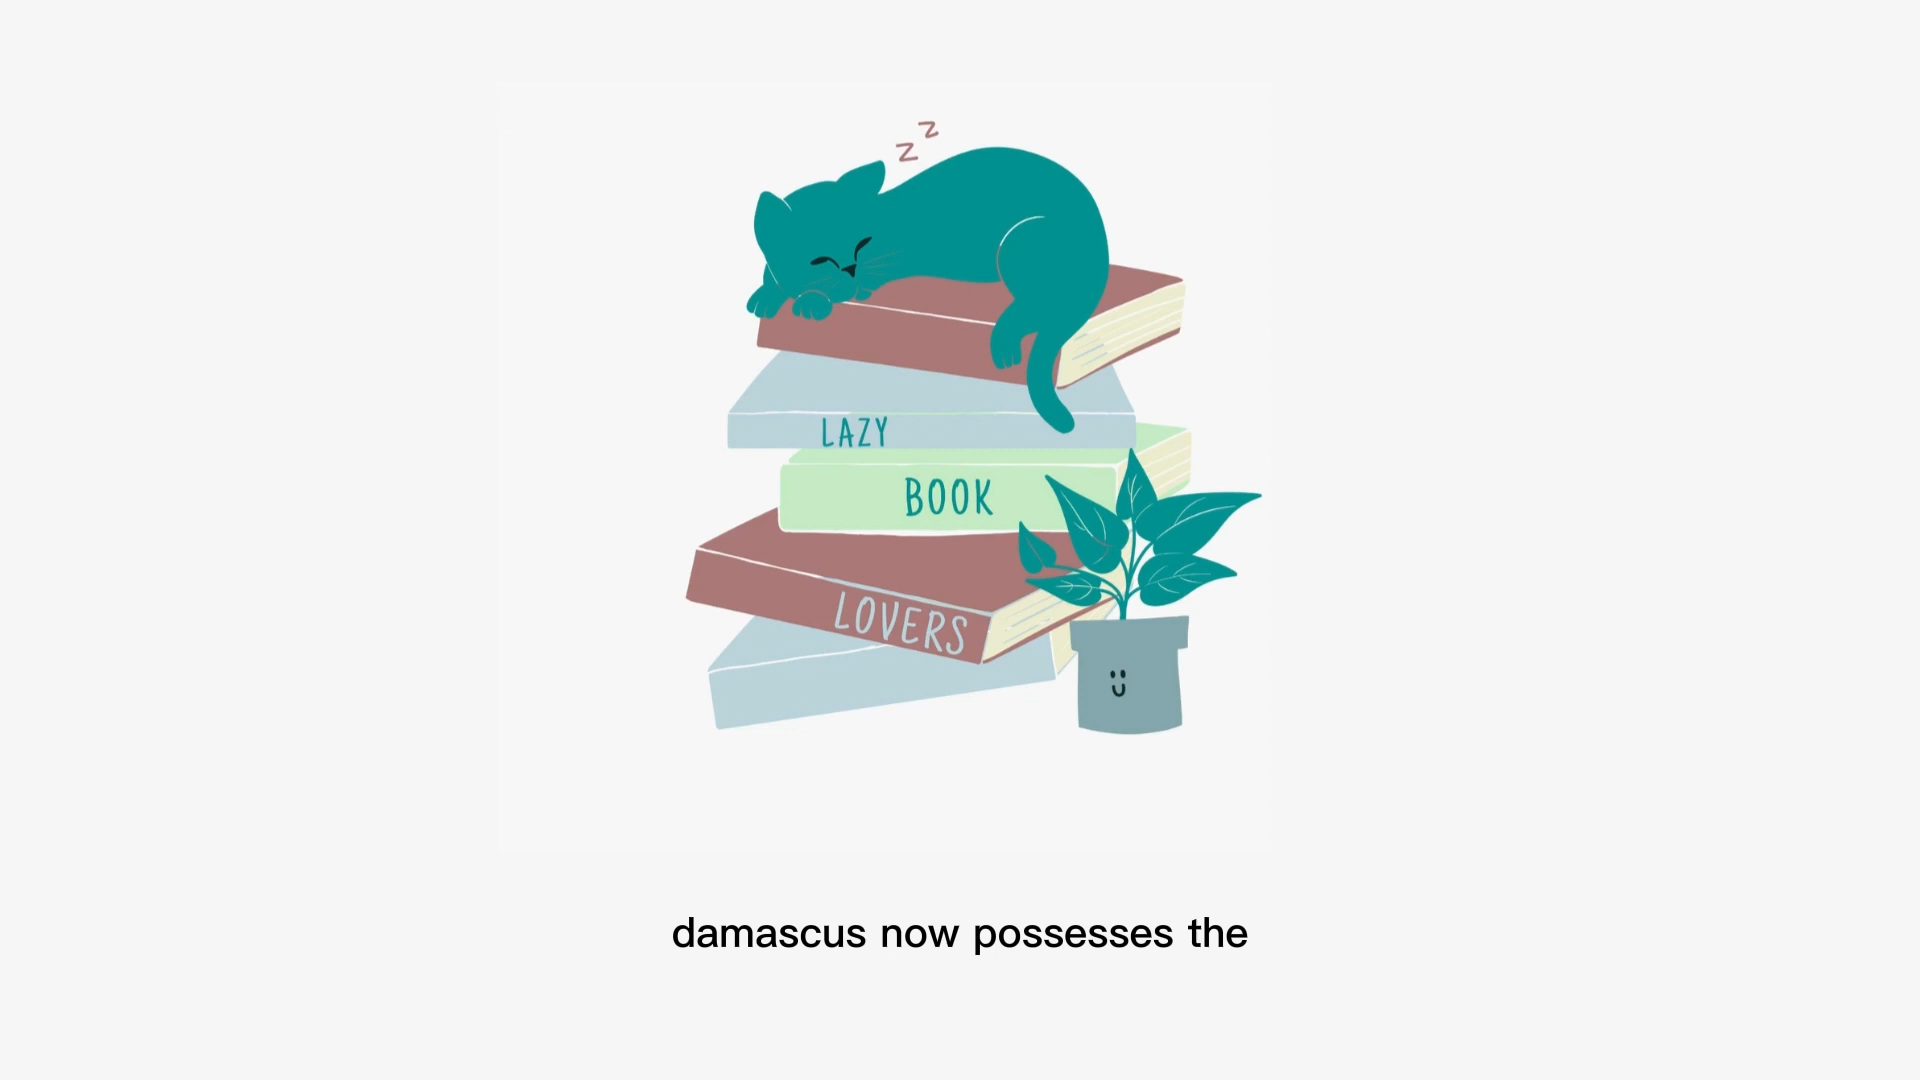 z
z
LAZY
BOOK
LOVERS
damascus now possesses the